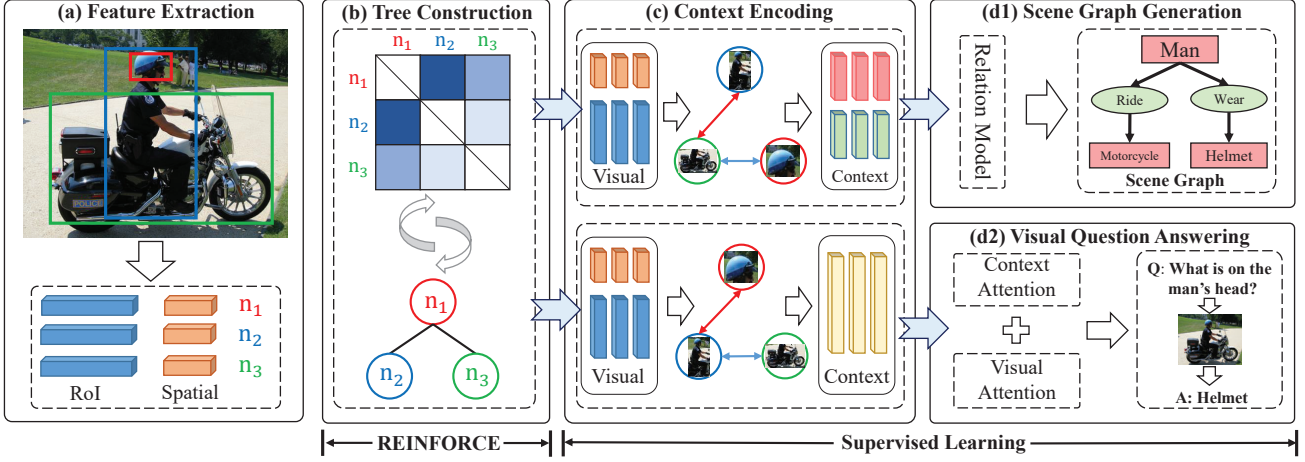 (a) Feature Extraction
POLICE
RoI
Spatial
n1
n2
n3
(b) Tree Construction
n1 n2 n3
n1
n2
n3
n1
n2 n3
REINFORCE
(c) Context Encoding
Visual
Context
Visual
Context
(d1) Scene Graph Generation
Relation Model
Man
Ride
Wear
Motorcycle
Helmet
Scene Graph
(d2) Visual Question Answering
Context
Attention
Visual
Attention
Q: What is on the
man's head?
A: Helmet
Supervised Learning